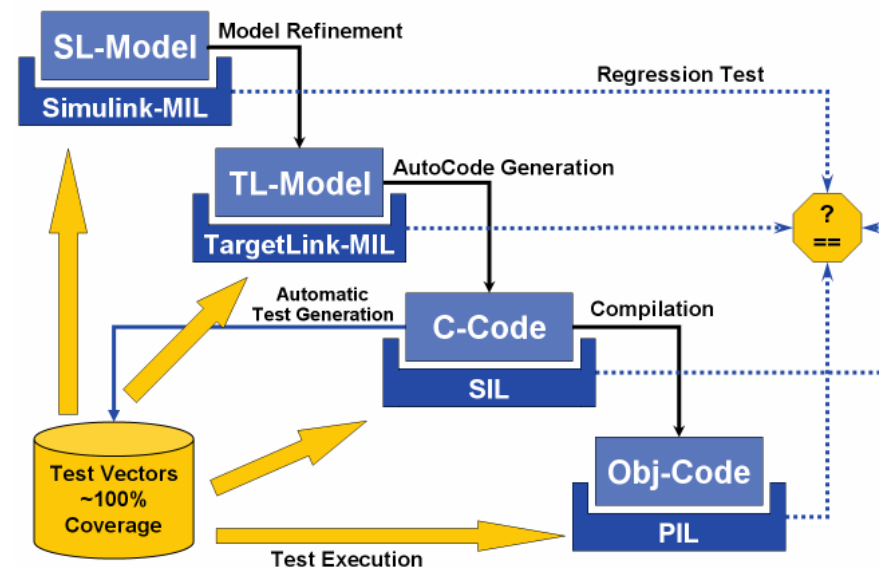 SL-Model
Model Refinement
Simulink-MIL
Regression Test
TL-Model
AutoCode Generation
TargetLink-MIL
?
==
Automatic
Test Generation
C-Code
Compilation
SIL
Test Vectors
~100%
Coverage
Obj-Code
PIL
Test Execution